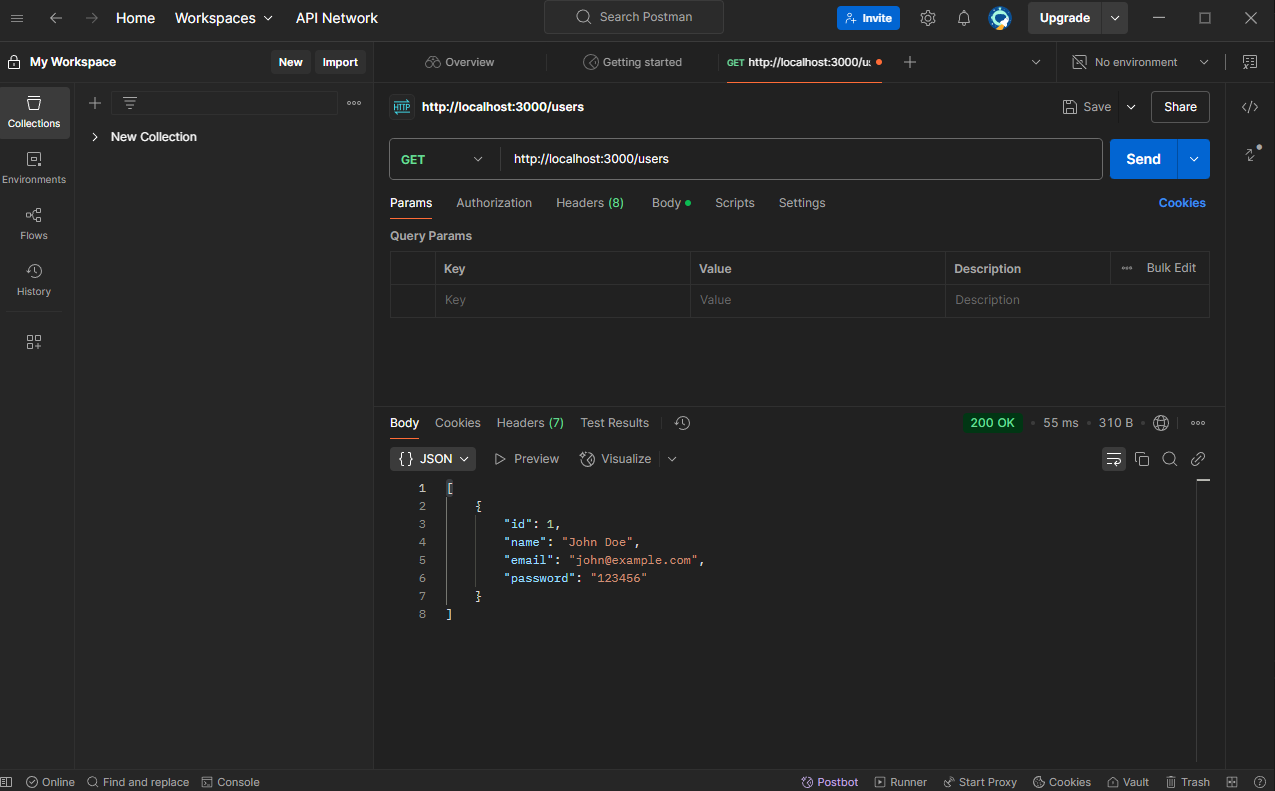 Home Workspaces API Network Search Postman Invite Upgrade
My Workspace New Import Overview Getting started GET http://localhost:3000/us No environment
Collections
Environments
Flows
History
New Collection
HTTP http://localhost:3000/users Save Share
GET http://localhost:3000/users Send
Params Authorization Headers (8) Body Scripts Settings Cookies
Query Params
Key Value Description Bulk Edit
Key Value Description
Body Cookies Headers (7) Test Results 200 OK 55 ms 310 B
{} JSON Preview Visualize
1 [
2 {
3 "id": 1,
4 "name": "John Doe",
5 "email": "john@example.com",
6 "password": "123456"
7 }
8 ]
Online Find and replace Console Postbot Runner Start Proxy Cookies Vault Trash